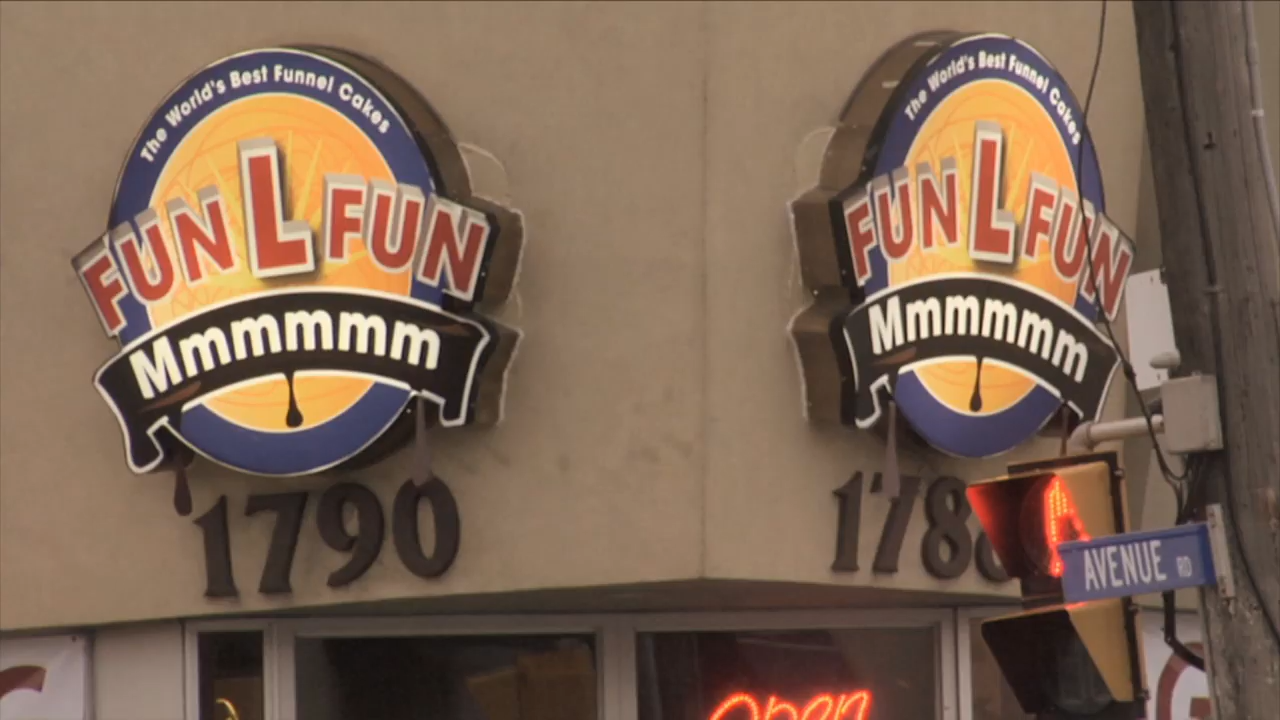 The World's Best Funnel Cakes
FUN L FUN
Mmmmmm
1790
The World's Best Funnel Cakes
FUN L FUN
Mmmmmm
AVENUE RD
open